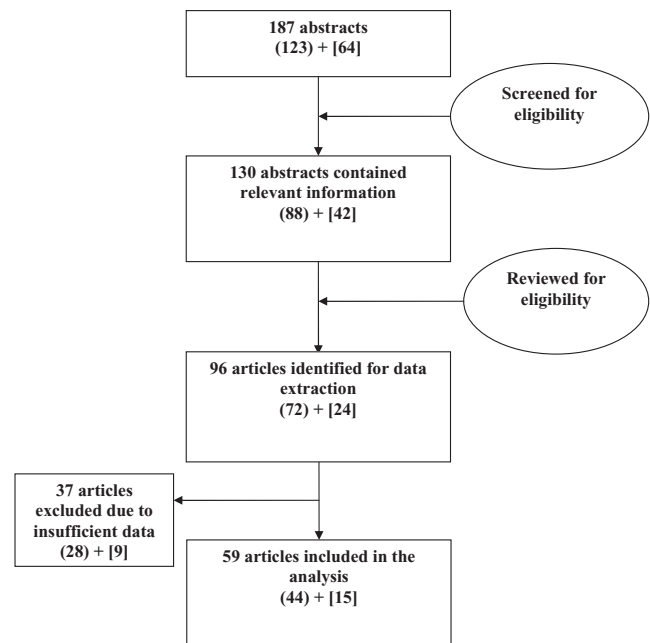 187 abstracts
(123) + [64]
Screened for
eligibility
130 abstracts contained
relevant information
(88) + [42]
Reviewed for
eligibility
96 articles identified for data
extraction
(72) + [24]
37 articles
excluded due to
insufficient data
(28) + [9]
59 articles included in the
analysis
(44) + [15]